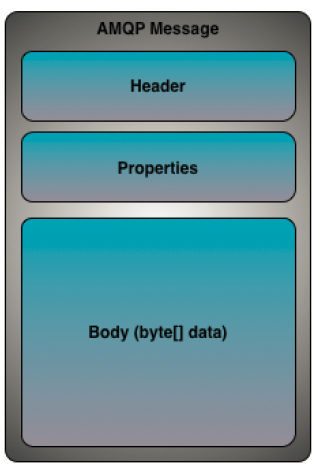 AMQP Message
Header
Properties
Body (byte[] data)